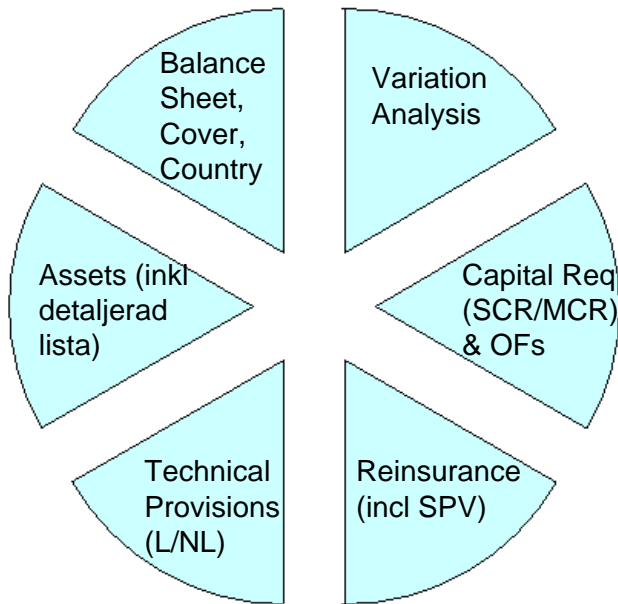 Balance
Sheet,
Cover,
Country
Variation
Analysis
Assets (inkl
detaljerad
lista)
Capital Req
(SCR/MCR)
& OFs
Technical
Provisions
(L/NL)
Reinsurance
(incl SPV)